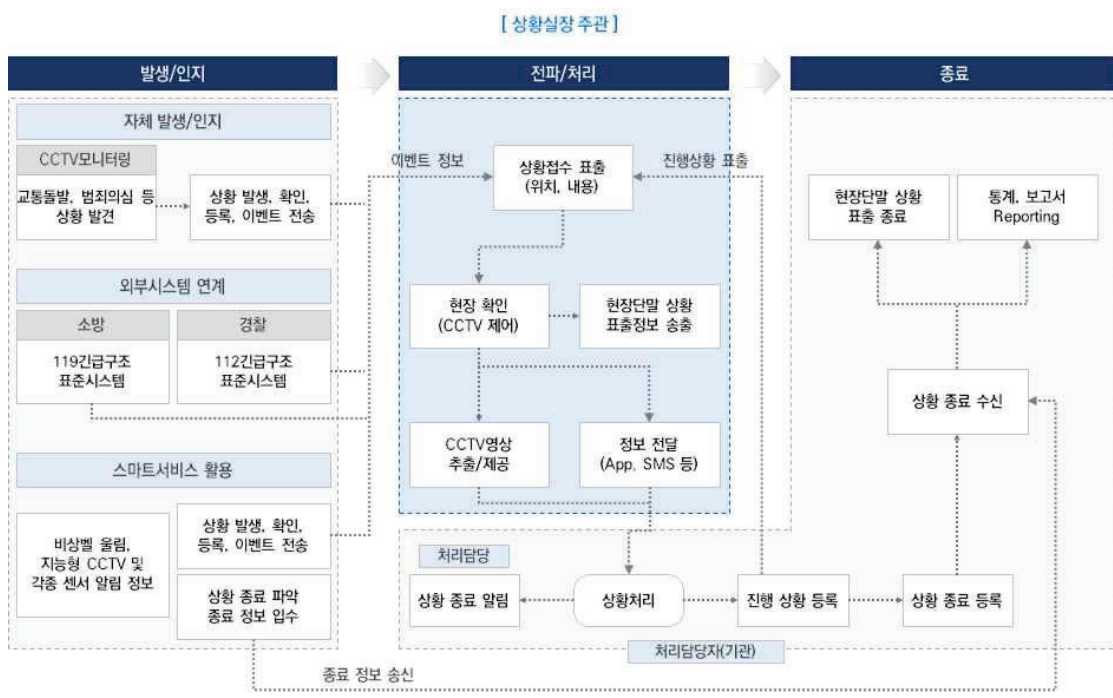 [ 상황실장 주관 ]
발생/인지
전파/처리
종료
자체 발생/인지
CCTV모니터링
교통돌발, 범죄의심 등
상황 발견
상황 발생, 확인,
등록, 이벤트 전송
외부시스템 연계
소방
119긴급구조
표준시스템
경찰
112긴급구조
표준시스템
스마트서비스 활용
비상벨 울림,
지능형 CCTV 및
각종 센서 알림 정보
상황 발생, 확인,
등록, 이벤트 전송
상황 종료 파악
종료 정보 입수
이벤트 정보
상황접수 표출
(위치, 내용)
진행상황 표출
현장 확인
(CCTV 제어)
현장단말 상황
표출정보 송출
CCTV영상
추출/제공
정보 전달
(App, SMS 등)
현장단말 상황
표출 종료
통계, 보고서
Reporting
상황 종료 수신
처리담당
상황 종료 알림
상황처리
진행 상황 등록
상황 종료 등록
처리담당자(기관)
종료 정보 송신